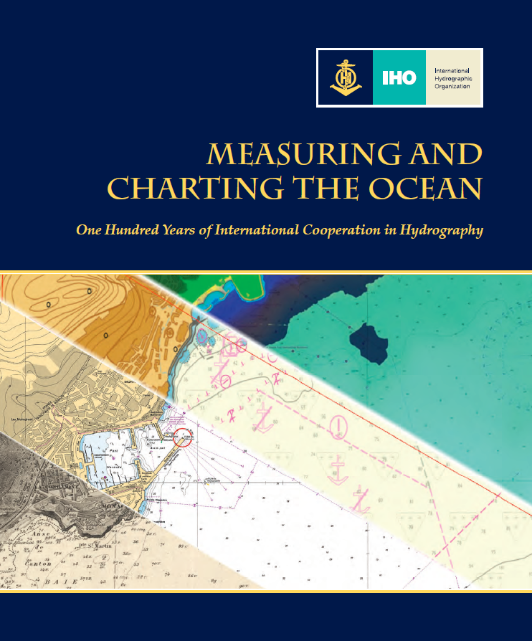 IHO
International
Hydrographic
Organization
MEASURING AND
CHARTING THE OCEAN
One Hundred Years of International Cooperation in Hydrography